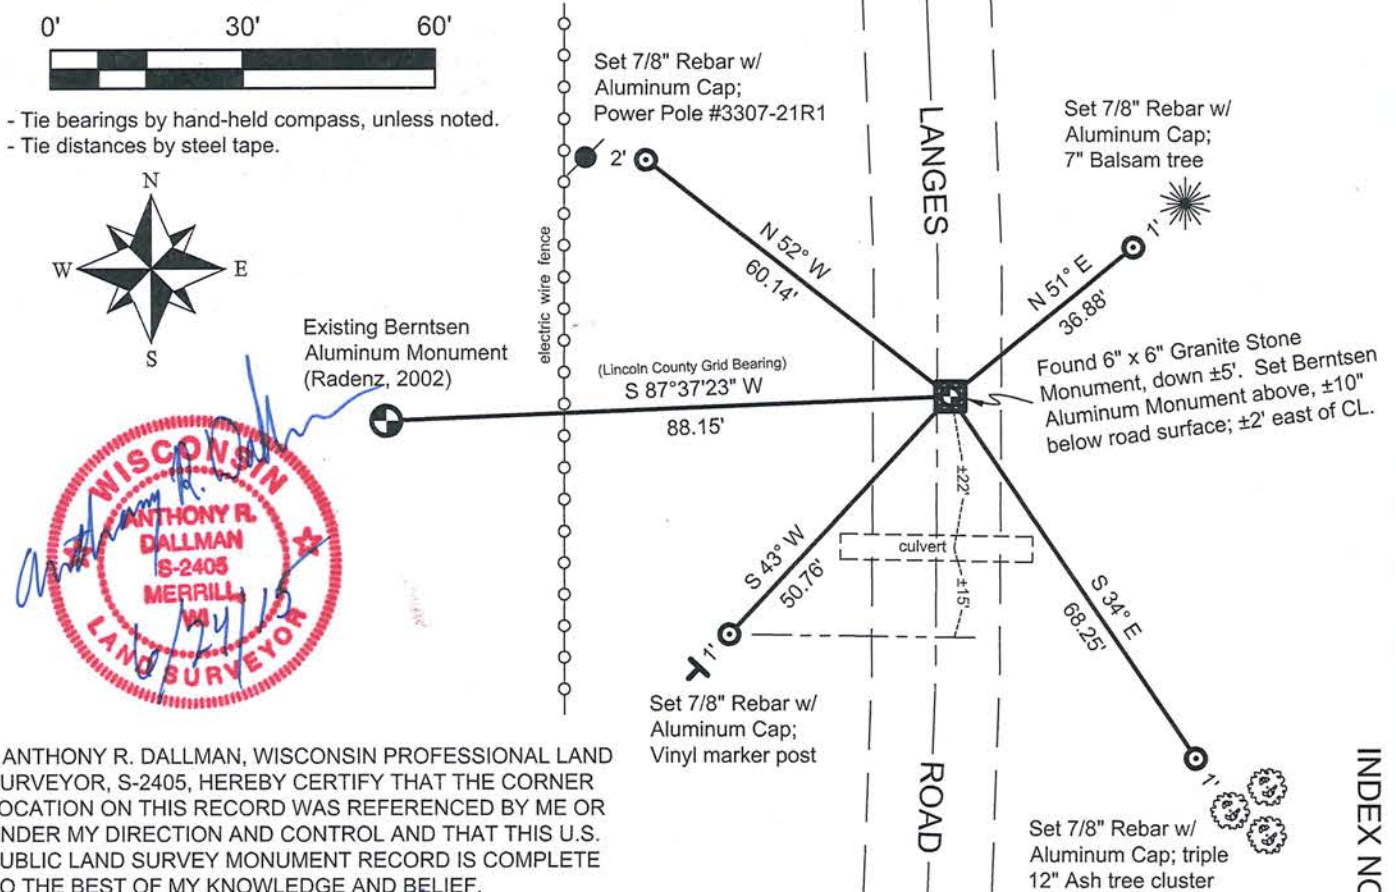 0' 30' 60'
- Tie bearings by hand-held compass, unless noted.
- Tie distances by steel tape.
N
W E
S
Set 7/8" Rebar w/
Aluminum Cap;
Power Pole #3307-21R1
2'
electric wire fence
LANGES
ROAD
Set 7/8" Rebar w/
Aluminum Cap;
7" Balsam tree
1'
N 52° W
60.14'
N 51° E
36.88'
Existing Berntsen
Aluminum Monument
(Radenz, 2002)
(Lincoln County Grid Bearing)
S 87°37'23" W
88.15'
Found 6" x 6" Granite Stone
Monument, down ±5'. Set Berntsen
Aluminum Monument above, ±10"
below road surface; ±2' east of CL.
±22'
culvert
±15'
S 43° W
50.76'
1'
Set 7/8" Rebar w/
Aluminum Cap;
Vinyl marker post
S 34° E
68.25'
1'
Set 7/8" Rebar w/
Aluminum Cap; triple
12" Ash tree cluster
WISCONSIN
ANTHONY R.
DALLMAN
S-2405
MERRILL,
WI
LAND SURVEYOR
Anthony R. Dallman
6/24/15
ANTHONY R. DALLMAN, WISCONSIN PROFESSIONAL LAND
URVEYOR, S-2405, HEREBY CERTIFY THAT THE CORNER
OCATION ON THIS RECORD WAS REFERENCED BY ME OR
NDER MY DIRECTION AND CONTROL AND THAT THIS U.S.
UBLIC LAND SURVEY MONUMENT RECORD IS COMPLETE
O THE BEST OF MY KNOWLEDGE AND BELIEF.
INDEX NO